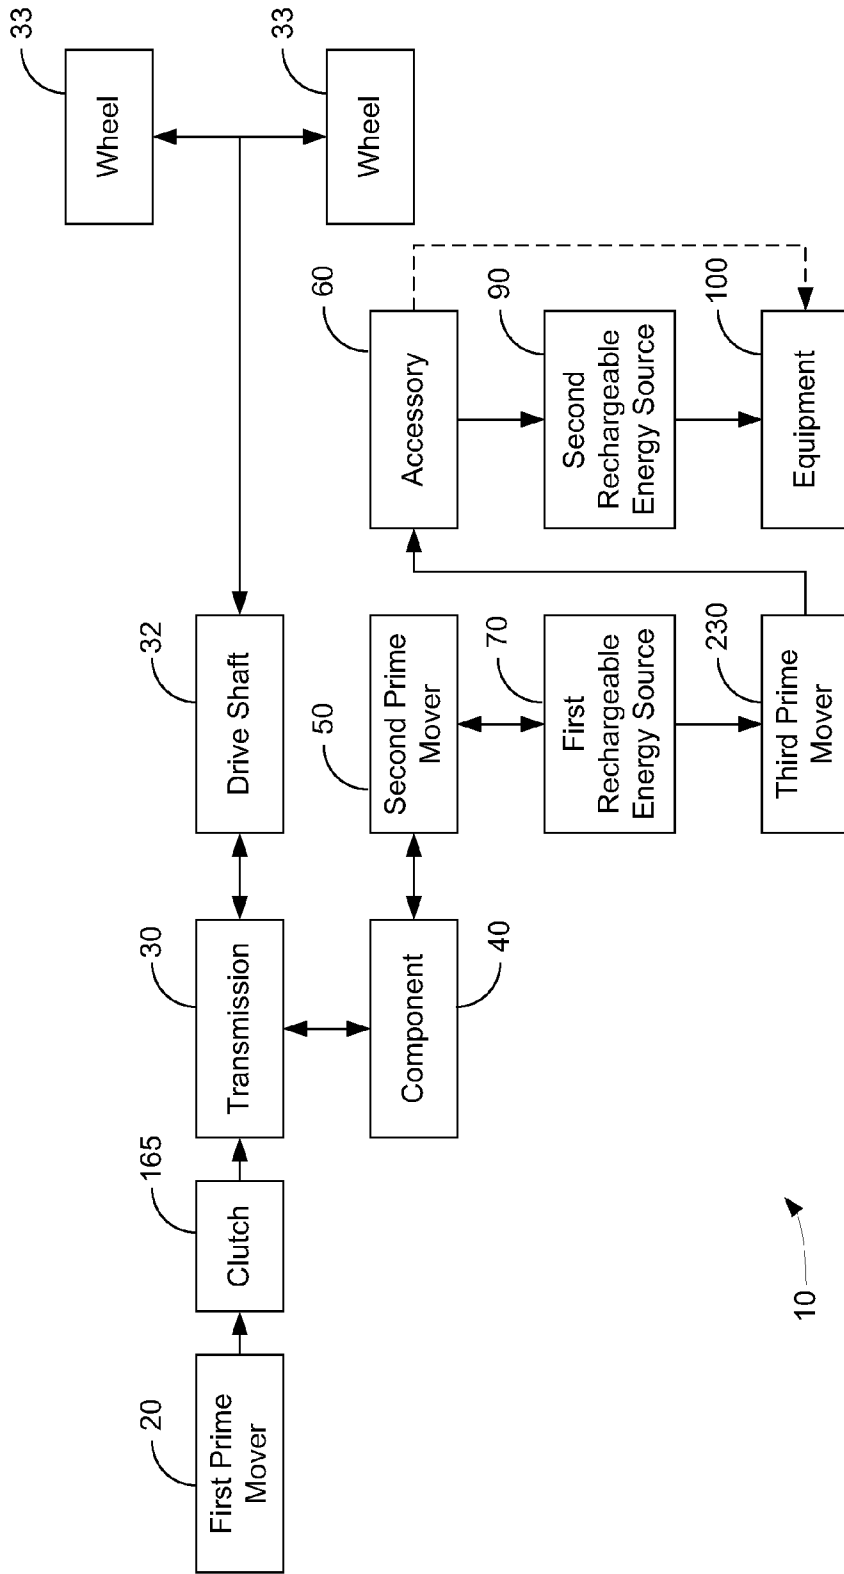 33
Wheel
33
Wheel
20
First Prime
Mover
165
Clutch
30
Transmission
32
Drive Shaft
40
Component
50
Second Prime
Mover
60
Accessory
70
First
Rechargeable
Energy Source
90
Second
Rechargeable
Energy Source
230
Third Prime
Mover
100
Equipment
10